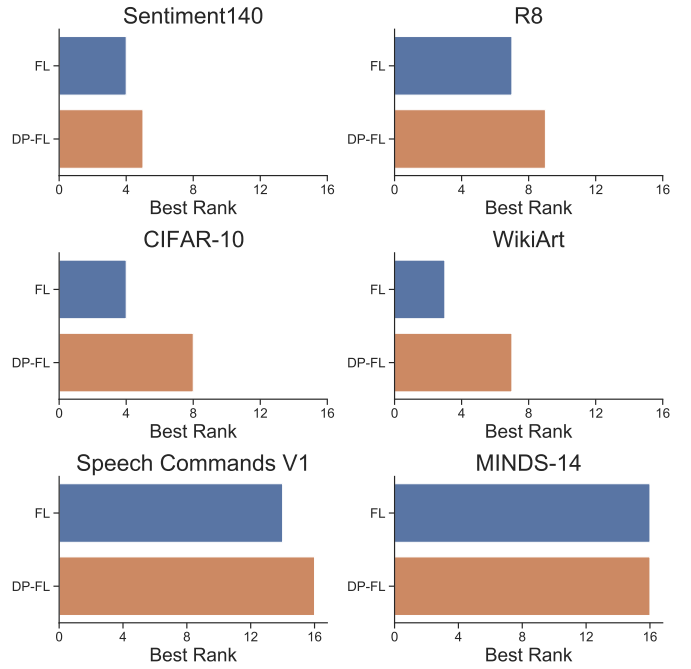 Sentiment140
FL
DP-FL
0 4 8 12 16
Best Rank
R8
FL
DP-FL
0 4 8 12 16
Best Rank
CIFAR-10
FL
DP-FL
0 4 8 12 16
Best Rank
WikiArt
FL
DP-FL
0 4 8 12 16
Best Rank
Speech Commands V1
FL
DP-FL
0 4 8 12 16
Best Rank
MINDS-14
FL
DP-FL
0 4 8 12 16
Best Rank